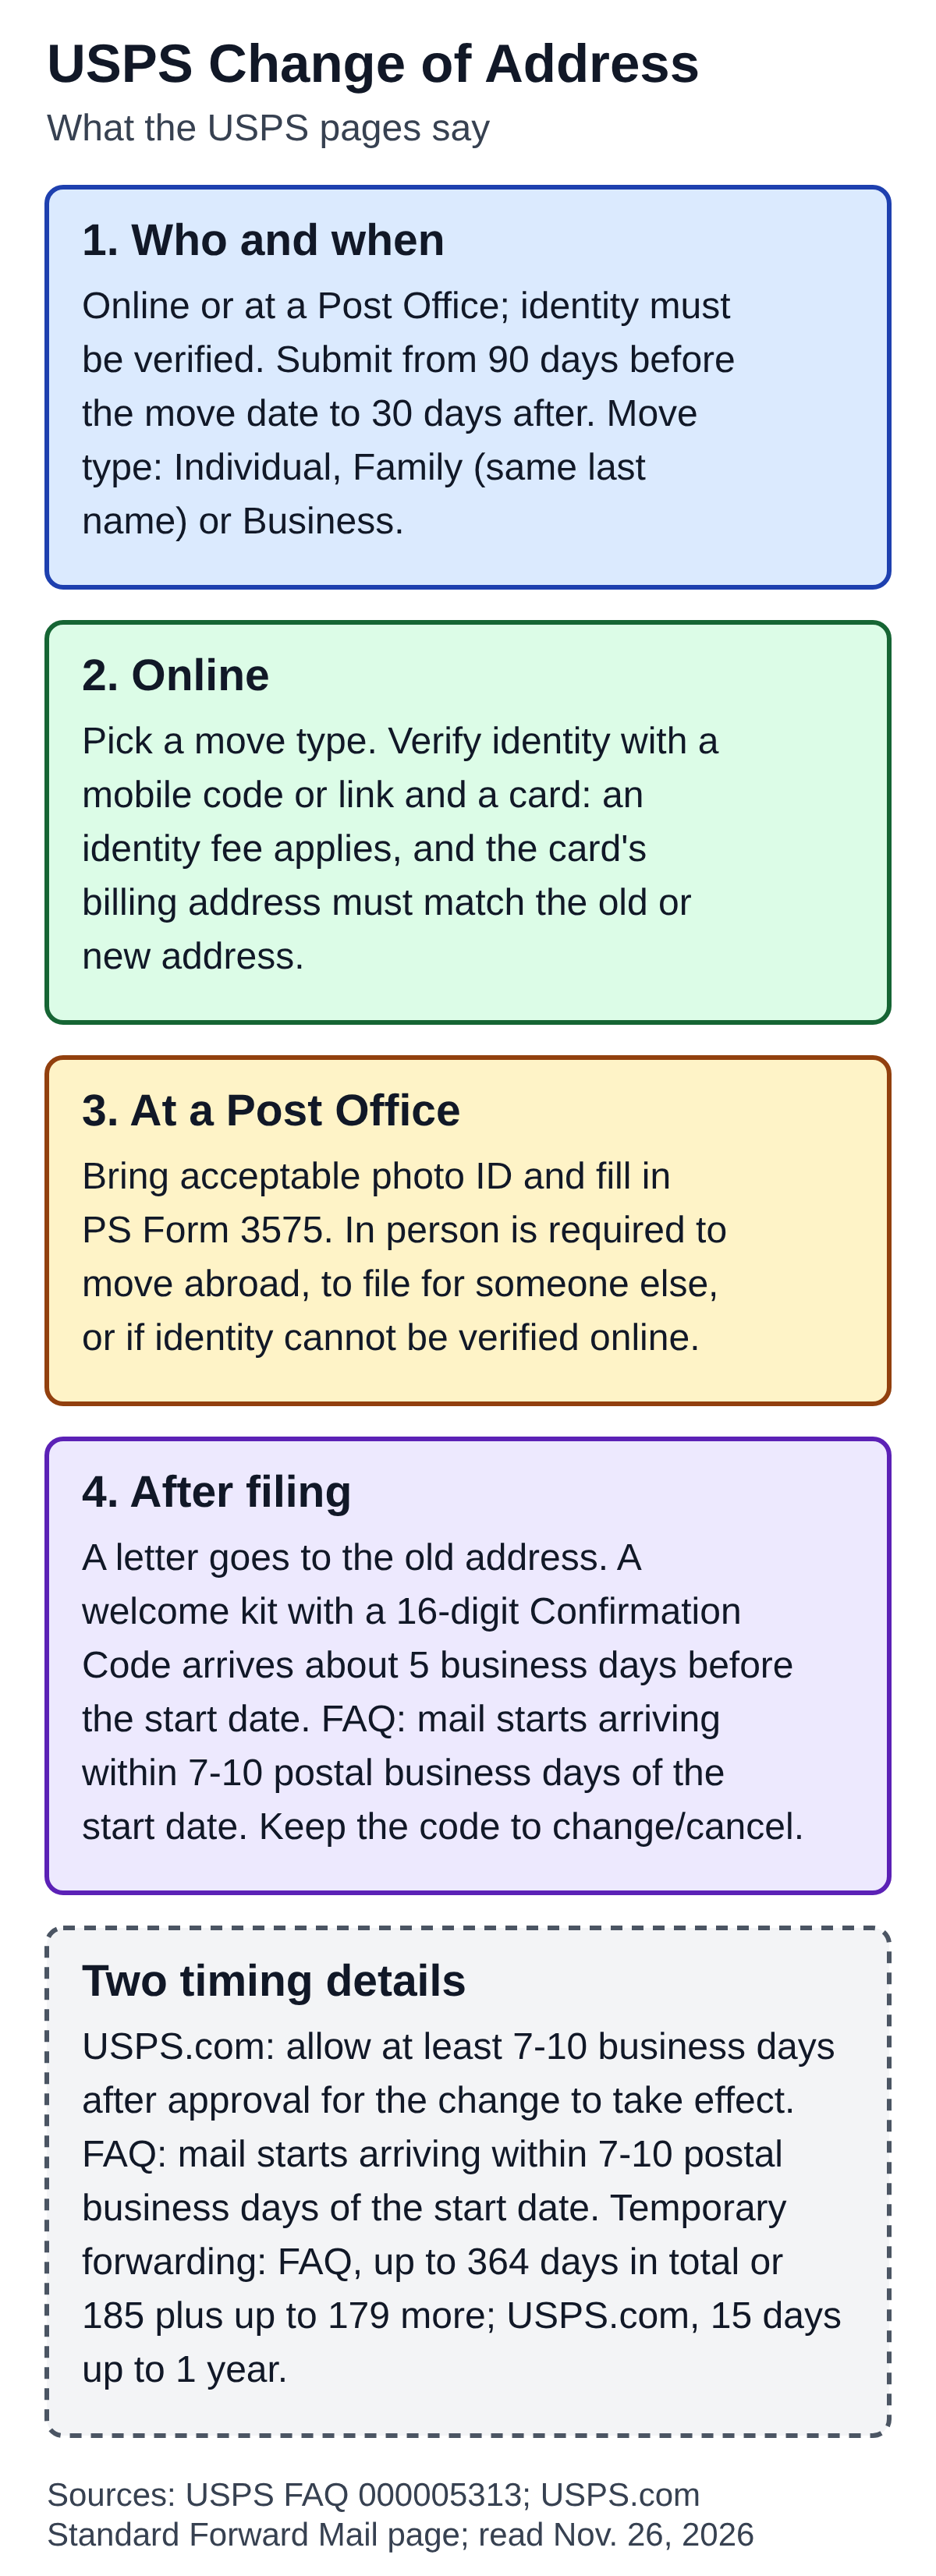 USPS Change of Address
What the USPS pages say
1. Who and when
Online or at a Post Office; identity must
be verified. Submit from 90 days before
the move date to 30 days after. Move
type: Individual, Family (same last
name) or Business.
2. Online
Pick a move type. Verify identity with a
mobile code or link and a card: an
identity fee applies, and the card's
billing address must match the old or
new address.
3. At a Post Office
Bring acceptable photo ID and fill in
PS Form 3575. In person is required to
move abroad, to file for someone else,
or if identity cannot be verified online.
4. After filing
A letter goes to the old address. A
welcome kit with a 16-digit Confirmation
Code arrives about 5 business days before
the start date. FAQ: mail starts arriving
within 7-10 postal business days of the
start date. Keep the code to change/cancel.
Two timing details
USPS.com: allow at least 7-10 business days
after approval for the change to take effect.
FAQ: mail starts arriving within 7-10 postal
business days of the start date. Temporary
forwarding: FAQ, up to 364 days in total or
185 plus up to 179 more; USPS.com, 15 days
up to 1 year.
Sources: USPS FAQ 000005313; USPS.com
Standard Forward Mail page; read Nov. 26, 2026